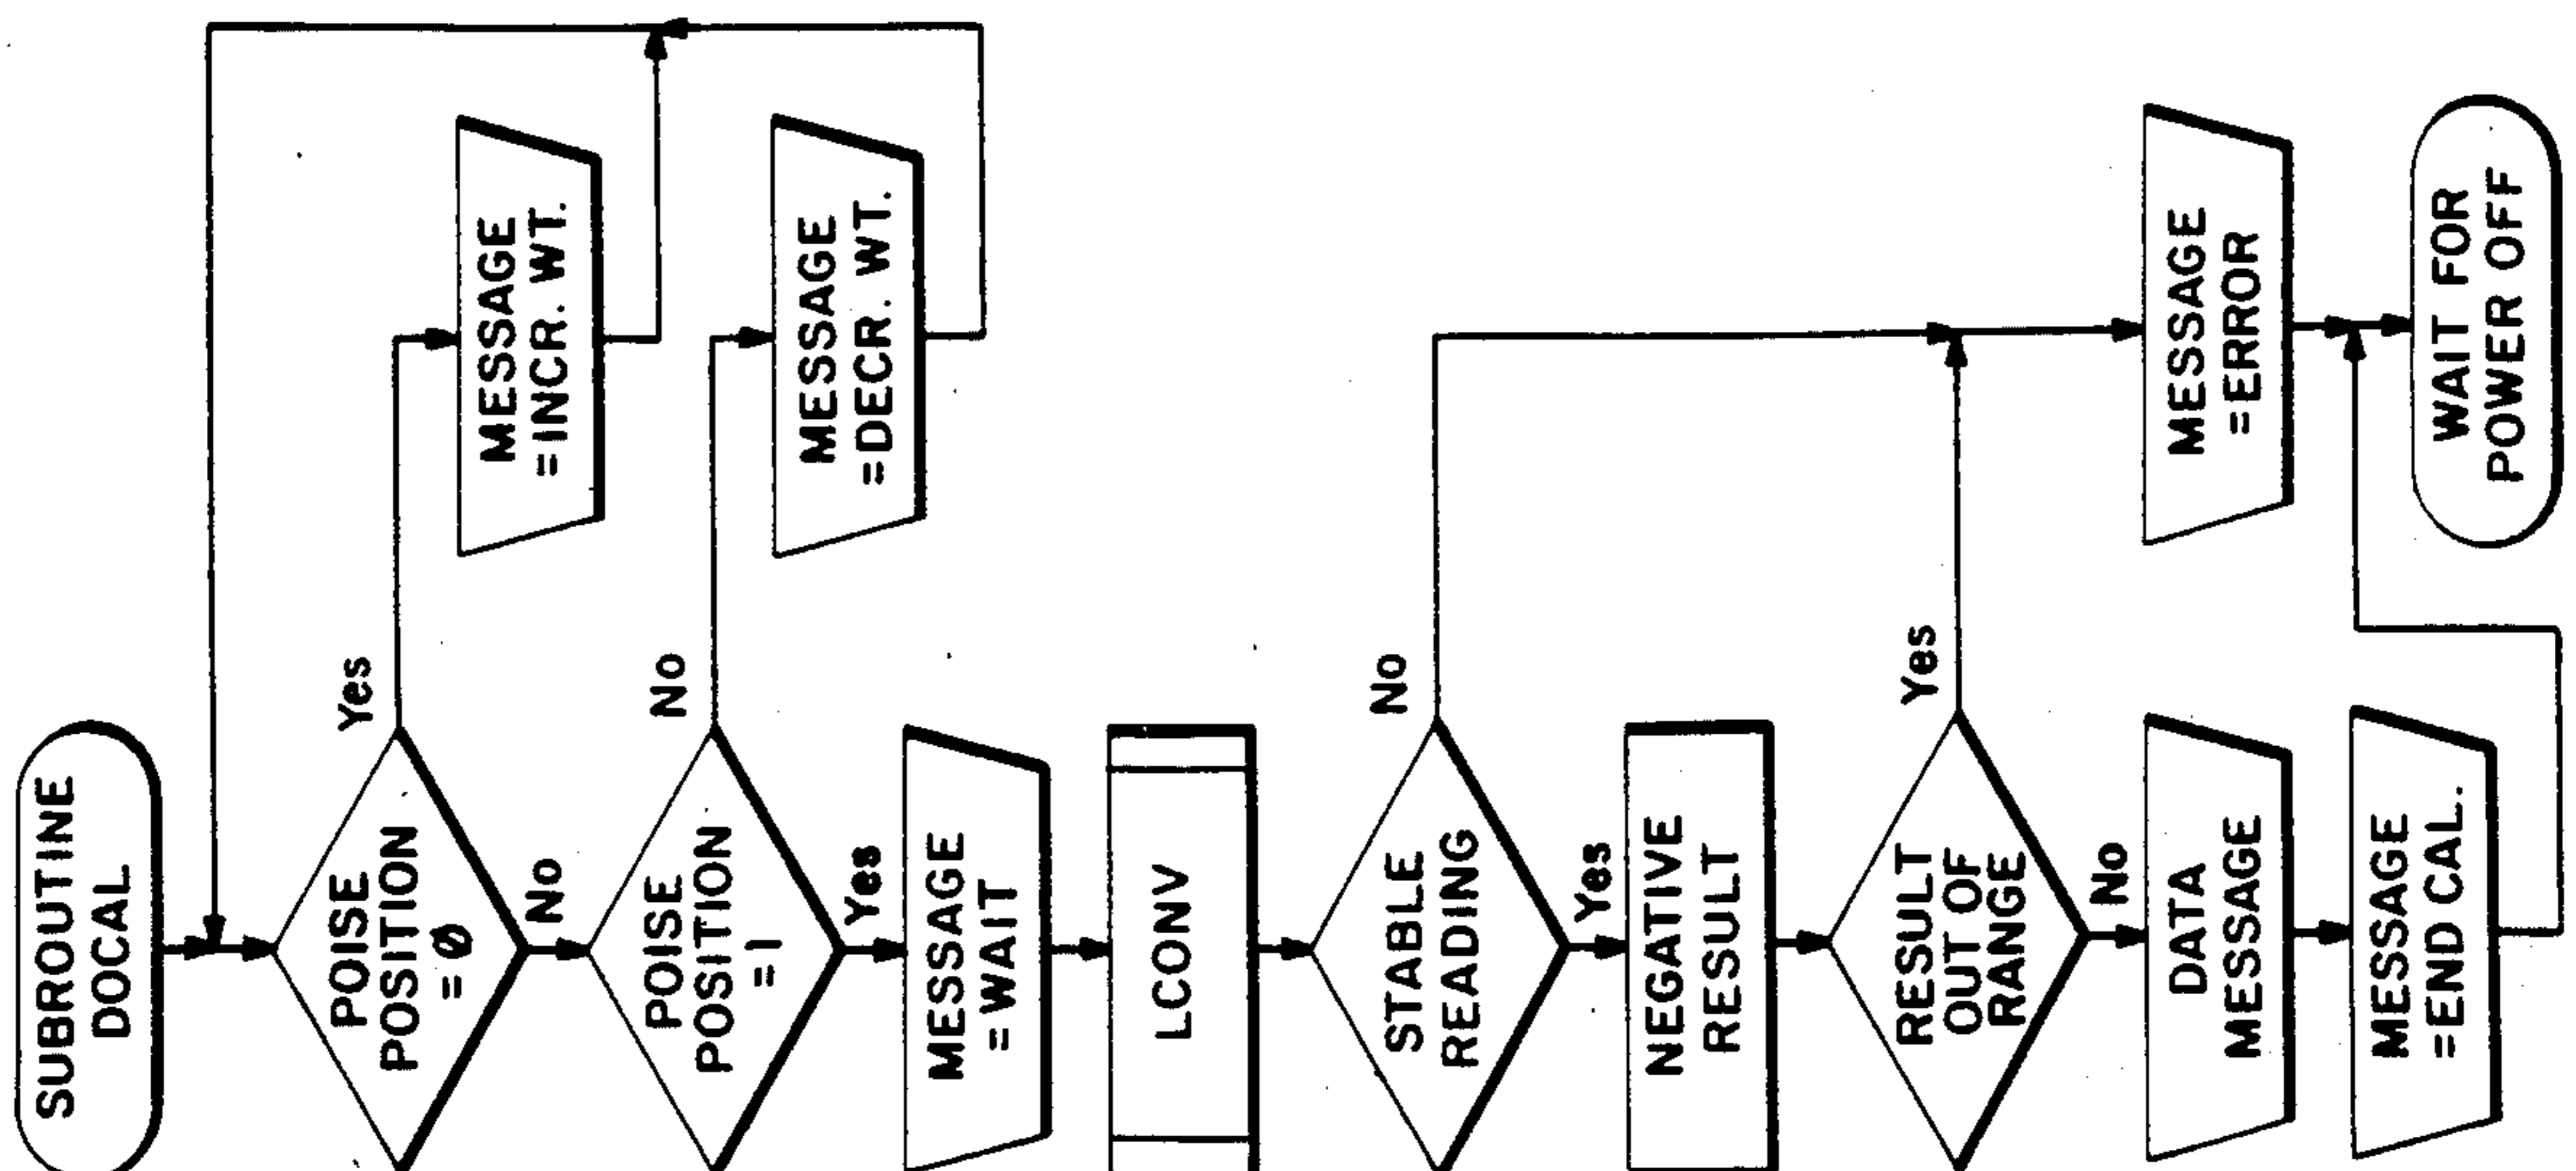 SUBROUTINE
DOCAL
POISE
POSITION
=Ø
Yes
No
MESSAGE
=INCR. WT.
POISE
POSITION
=1
No
Yes
MESSAGE
=DECR. WT.
MESSAGE
=WAIT
LCONV
STABLE
READING
No
Yes
NEGATIVE
RESULT
RESULT
OUT OF
RANGE
Yes
No
DATA
MESSAGE
MESSAGE
=ERROR
MESSAGE
=END CAL.
WAIT FOR
POWER OFF